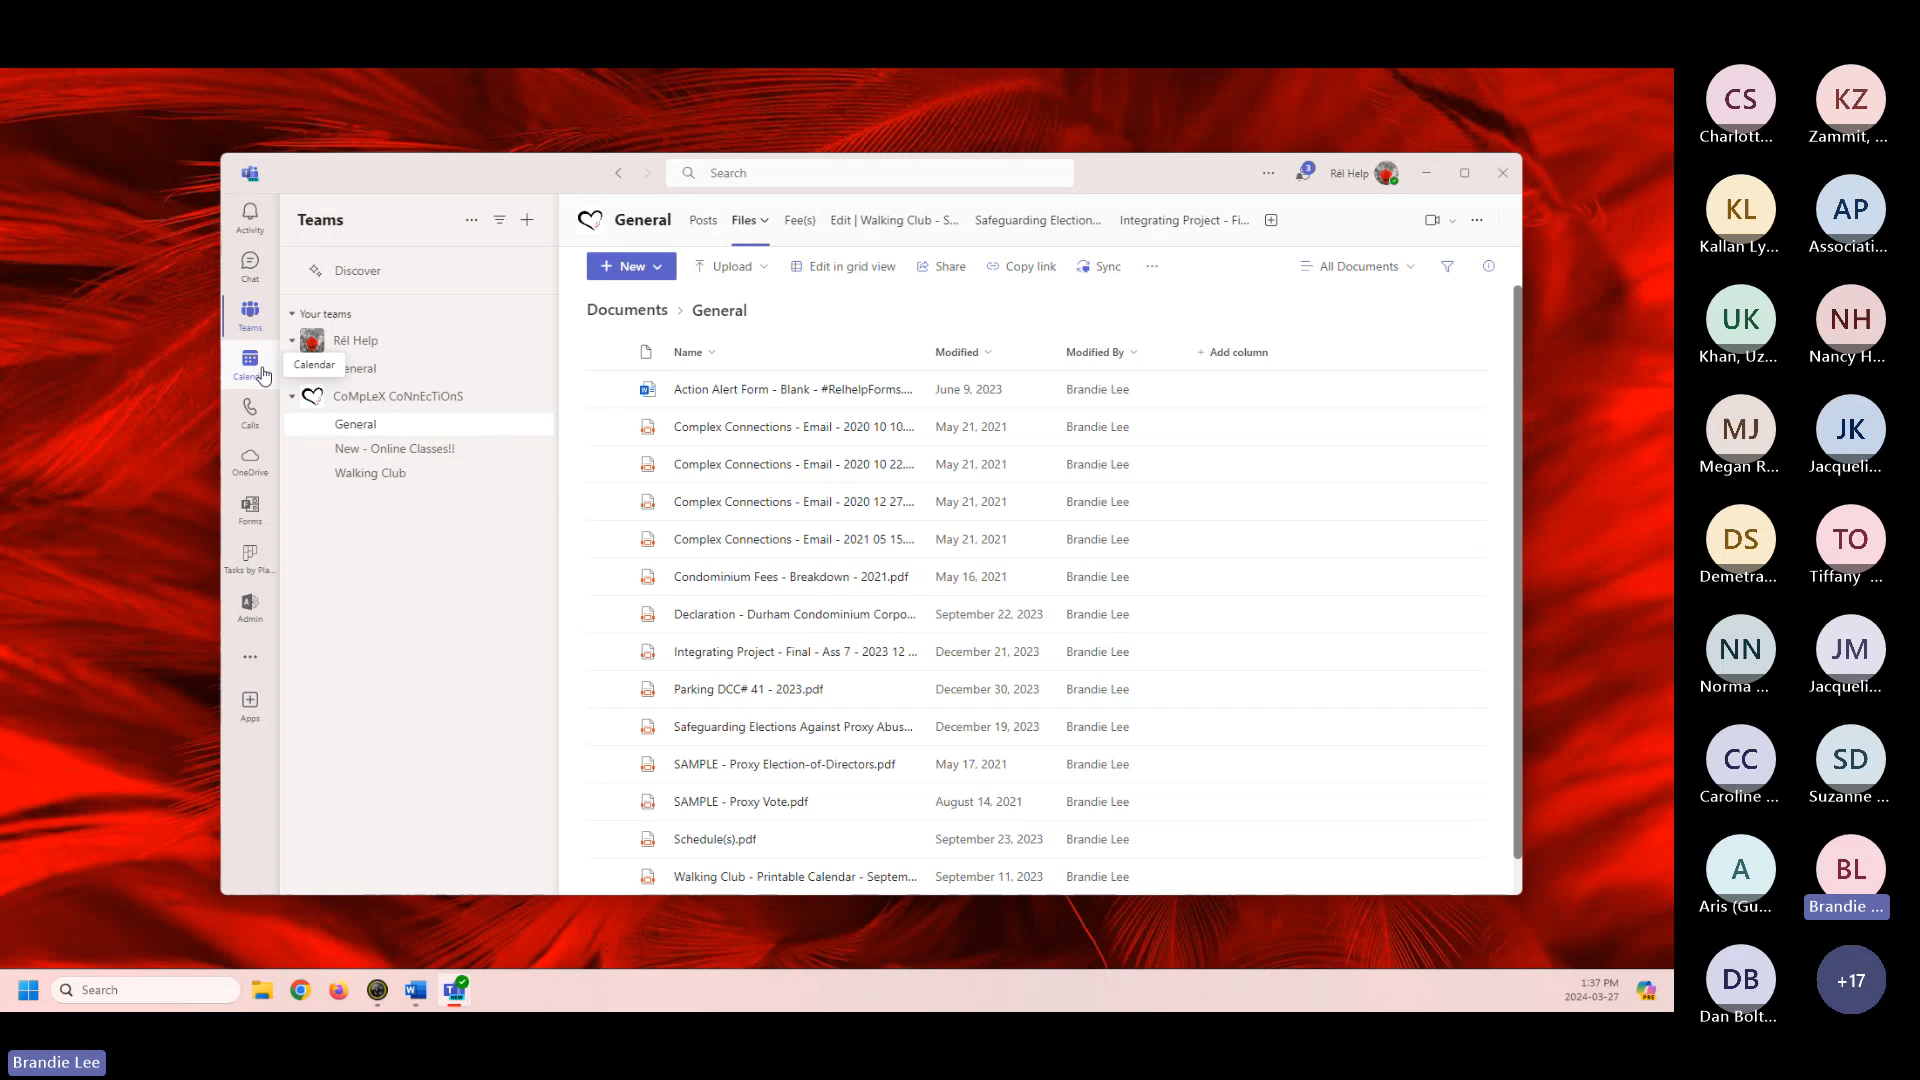 Search
3
Rél Help
Activity
Chat
Teams
Calen
Calls
OneDrive
Forms
Tasks by Pla...
Admin
Apps
Teams
Discover
Your teams
Rél Help
Calendar
eneral
CoMpLeX CoNnEcTiOnS
General
New - Online Classes!!
Walking Club
General
Posts
Files
Fee(s)
Edit | Walking Club - S...
Safeguarding Election...
Integrating Project - Fi...
New
Upload
Edit in grid view
Share
Copy link
Sync
All Documents
Documents > General
Name Modified Modified By + Add column
Action Alert Form - Blank - #RelhelpForms.... June 9, 2023 Brandie Lee
Complex Connections - Email - 2020 10 10.... May 21, 2021 Brandie Lee
Complex Connections - Email - 2020 10 22.... May 21, 2021 Brandie Lee
Complex Connections - Email - 2020 12 27.... May 21, 2021 Brandie Lee
Complex Connections - Email - 2021 05 15.... May 21, 2021 Brandie Lee
Condominium Fees - Breakdown - 2021.pdf May 16, 2021 Brandie Lee
Declaration - Durham Condominium Corpo... September 22, 2023 Brandie Lee
Integrating Project - Final - Ass 7 - 2023 12 ... December 21, 2023 Brandie Lee
Parking DCC# 41 - 2023.pdf December 30, 2023 Brandie Lee
Safeguarding Elections Against Proxy Abus... December 19, 2023 Brandie Lee
SAMPLE - Proxy Election-of-Directors.pdf May 17, 2021 Brandie Lee
SAMPLE - Proxy Vote.pdf August 14, 2021 Brandie Lee
Schedule(s).pdf September 23, 2023 Brandie Lee
Walking Club - Printable Calendar - Septem... September 11, 2023 Brandie Lee
Search
1:37 PM
2024-03-27
PRE
Brandie Lee
CS KZ
Charlott... Zammit, ...
KL AP
Kallan Ly... Associati...
UK NH
Khan, Uz... Nancy H...
MJ JK
Megan R... Jacqueli...
DS TO
Demetra... Tiffany ...
NN JM
Norma ... Jacqueli...
CC SD
Caroline ... Suzanne ...
A BL
Aris (Gu... Brandie ...
DB +17
Dan Bolt...